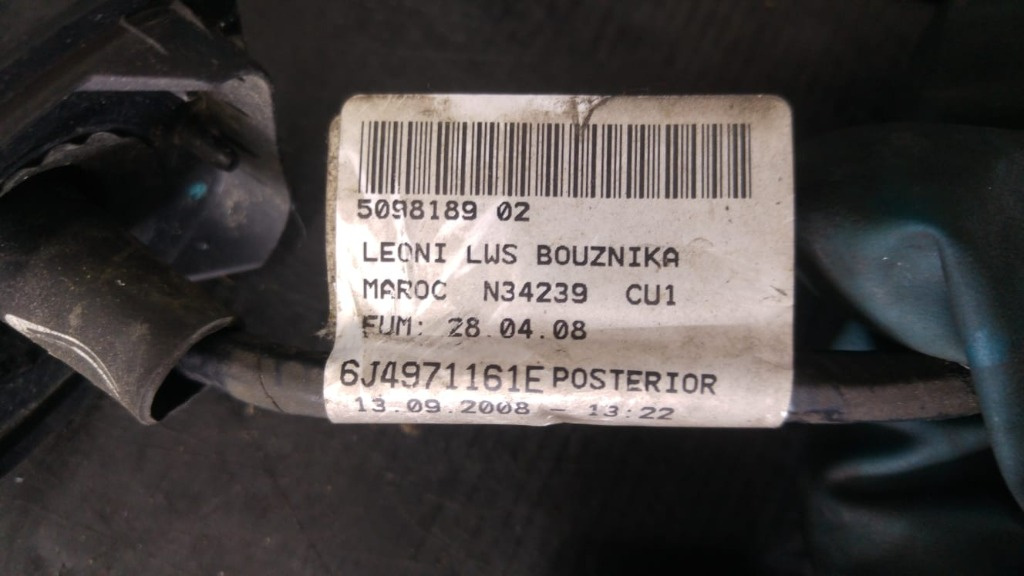 5098189 02
LEONI LWS BOUZNIKA
MAROC N34239 CU1
FUM: 28.04.08
6J4971161E POSTERIOR
13.09.2008 - 13:22